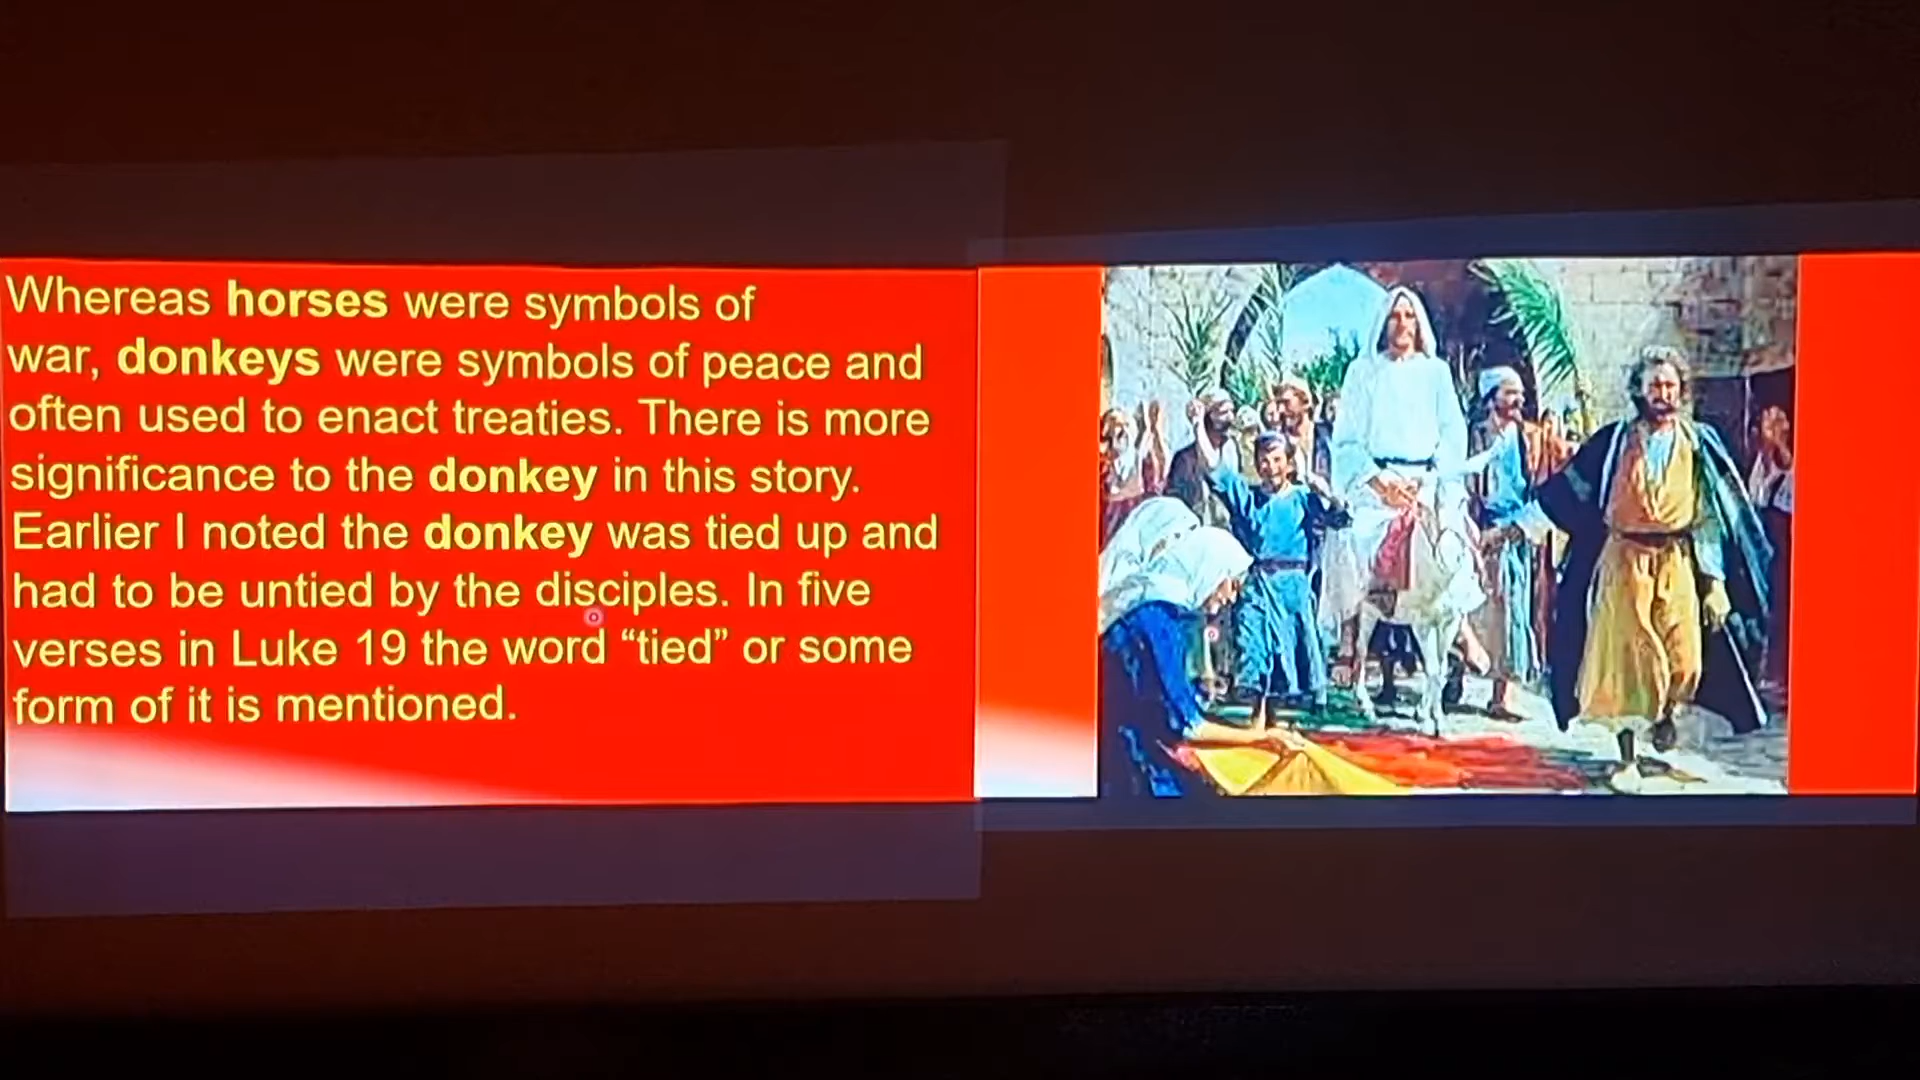 Whereas horses were symbols of
war, donkeys were symbols of peace and
often used to enact treaties. There is more
significance to the donkey in this story.
Earlier I noted the donkey was tied up and
had to be untied by the disciples. In five
verses in Luke 19 the word “tied” or some
form of it is mentioned.